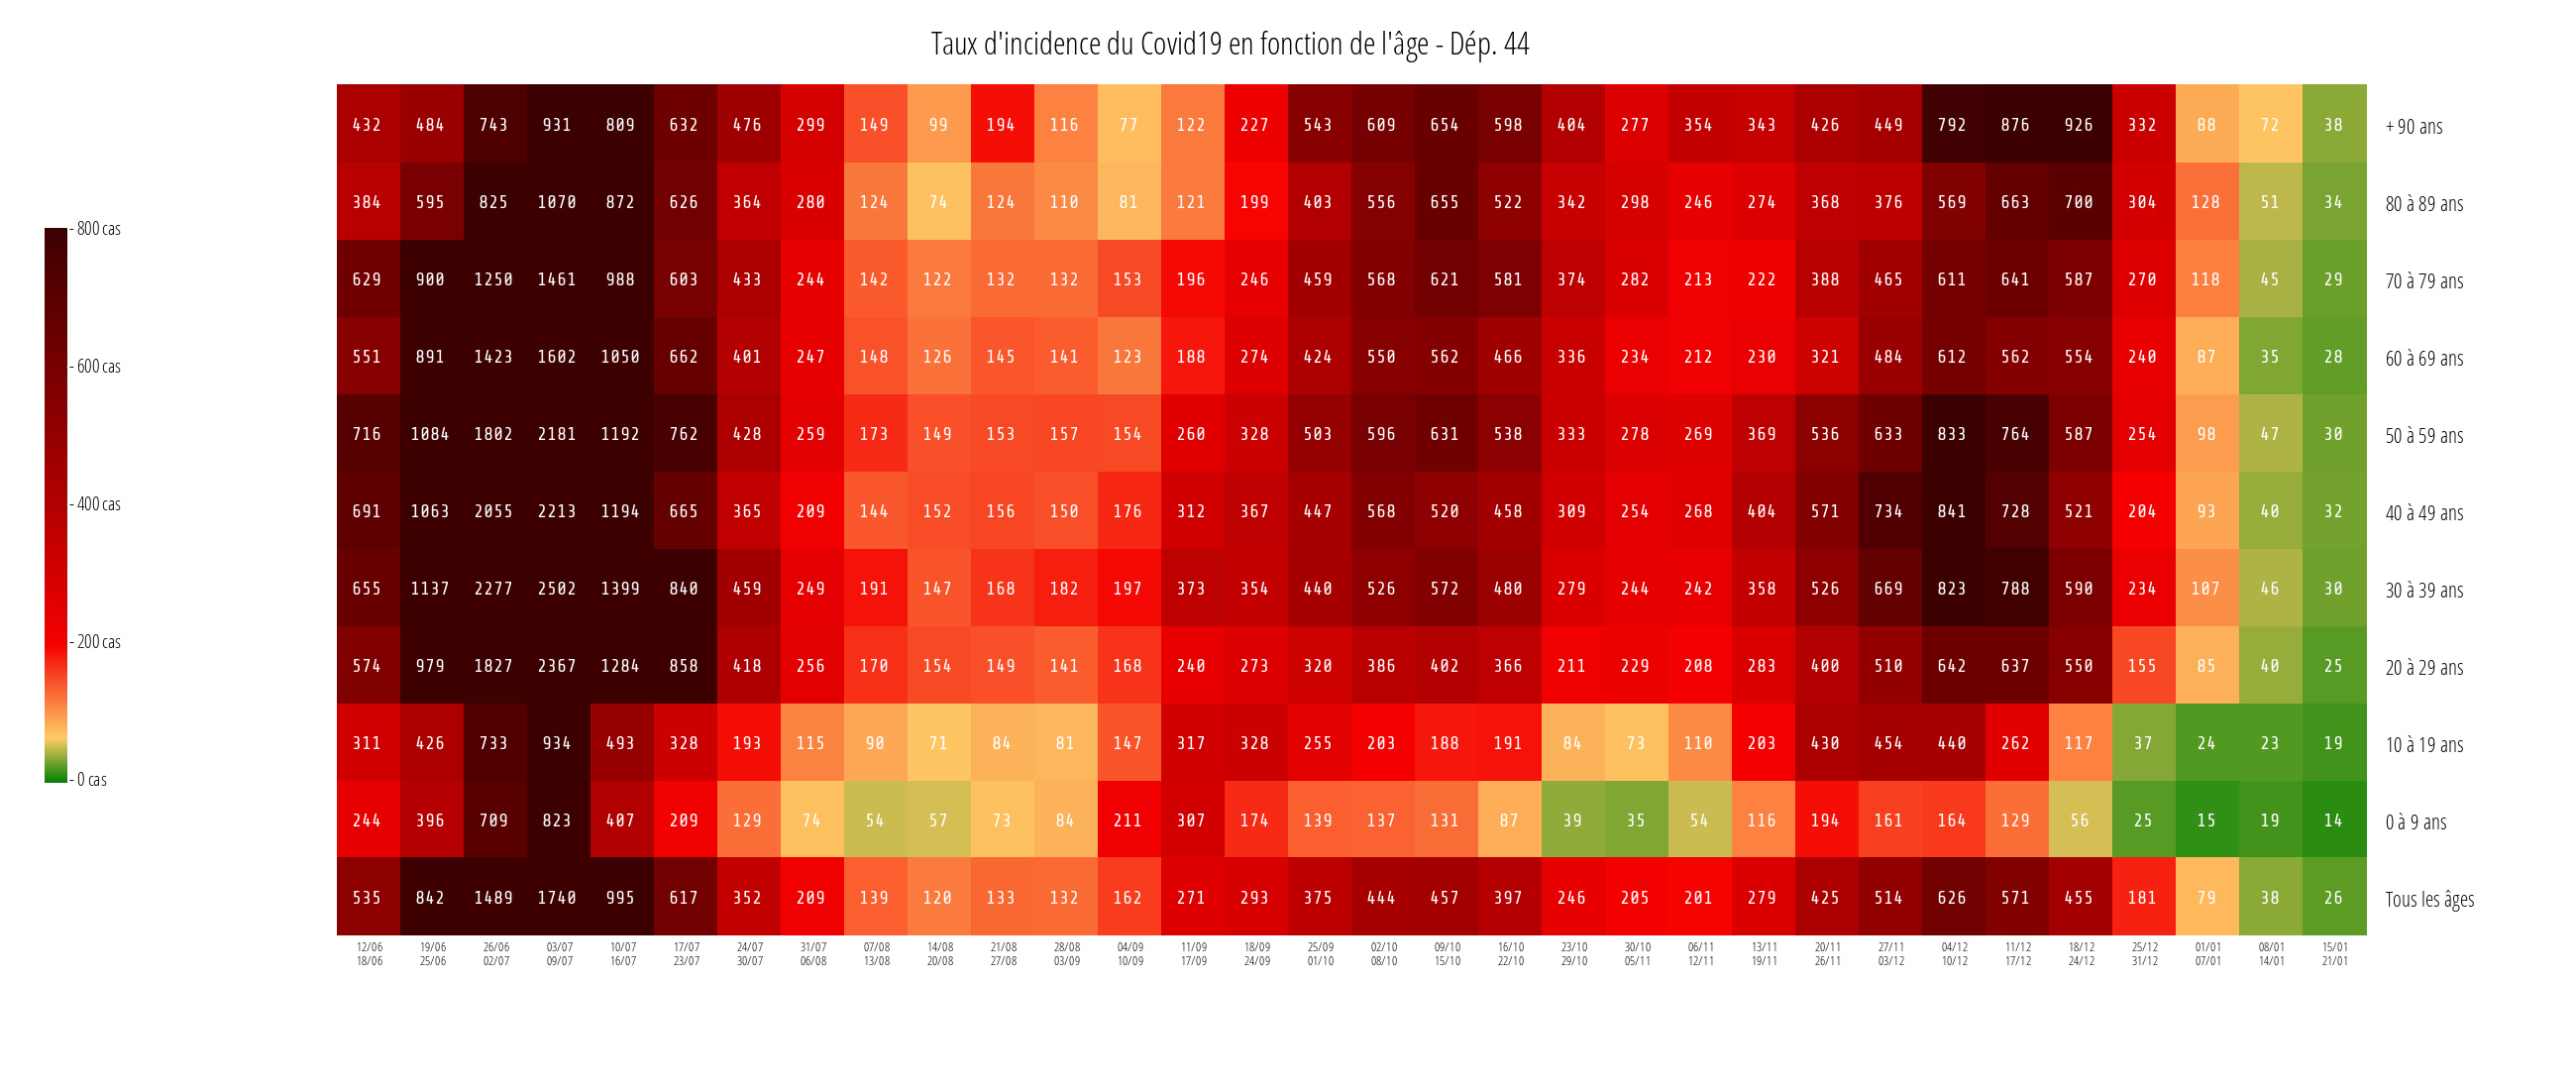 Taux d'incidence du Covid19 en fonction de l'âge - Dép. 44
- 800 cas
- 600 cas
- 400 cas
- 200 cas
- 0 cas
432 484 743 931 809 632 476 299 149 99 194 116 77 122 227 543 609 654 598 404 277 354 343 426 449 792 876 926 332 88 72 38 + 90 ans
384 595 825 1070 872 626 364 280 124 74 124 110 81 121 199 403 556 655 522 342 298 246 274 368 376 569 663 700 304 128 51 34 80 à 89 ans
629 900 1250 1461 988 603 433 244 142 122 132 132 153 196 246 459 568 621 581 374 282 213 222 388 465 611 641 587 270 118 45 29 70 à 79 ans
551 891 1423 1602 1050 662 401 247 148 126 145 141 123 188 274 424 550 562 466 336 234 212 230 321 484 612 562 554 240 87 35 28 60 à 69 ans
716 1084 1802 2181 1192 762 428 259 173 149 153 157 154 260 328 503 596 631 538 333 278 269 369 536 633 833 764 587 254 98 47 30 50 à 59 ans
691 1063 2055 2213 1194 665 365 209 144 152 156 150 176 312 367 447 568 520 458 309 254 268 404 571 734 841 728 521 204 93 40 32 40 à 49 ans
655 1137 2277 2502 1399 840 459 249 191 147 168 182 197 373 354 440 526 572 480 279 244 242 358 526 669 823 788 590 234 107 46 30 30 à 39 ans
574 979 1827 2367 1284 858 418 256 170 154 149 141 168 240 273 320 386 402 366 211 229 208 283 400 510 642 637 550 155 85 40 25 20 à 29 ans
311 426 733 934 493 328 193 115 90 71 84 81 147 317 328 255 203 188 191 84 73 110 203 430 454 440 262 117 37 24 23 19 10 à 19 ans
244 396 709 823 407 209 129 74 54 57 73 84 211 307 174 139 137 131 87 39 35 54 116 194 161 164 129 56 25 15 19 14 0 à 9 ans
535 842 1489 1740 995 617 352 209 139 120 133 132 162 271 293 375 444 457 397 246 205 201 279 425 514 626 571 455 181 79 38 26 Tous les âges
12/06 19/06 26/06 03/07 10/07 17/07 24/07 31/07 07/08 14/08 21/08 28/08 04/09 11/09 18/09 25/09 02/10 09/10 16/10 23/10 30/10 06/11 13/11 20/11 27/11 04/12 11/12 18/12 25/12 01/01 08/01 15/01
18/06 25/06 02/07 09/07 16/07 23/07 30/07 06/08 13/08 20/08 27/08 03/09 10/09 17/09 24/09 01/10 08/10 15/10 22/10 29/10 05/11 12/11 19/11 26/11 03/12 10/12 17/12 24/12 31/12 07/01 14/01 21/01